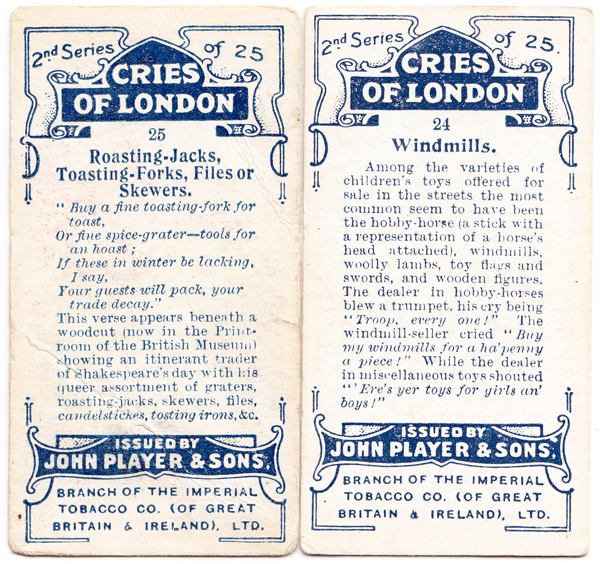 2nd Series of 25
CRIES
OF LONDON
25
Roasting-Jacks,
Toasting-Forks, Files or
Skewers.
" Buy a fine toasting-fork for
toast,
Or fine spice-grater—tools for
an hoast ;
If these in winter be lacking,
I say,
Your guests will pack, your
trade decay."
This verse appears beneath a
woodcut (now in the Print-
room of the British Museum)
showing an itinerant trader
of Shakespeare's day with his
queer assortment of graters,
roasting-jacks, skewers, files,
candelstickes, tosting irons, &c.
ISSUED BY
JOHN PLAYER & SONS,
BRANCH OF THE IMPERIAL
TOBACCO CO. (OF GREAT
BRITAIN & IRELAND), LTD.
2nd Series of 25.
CRIES
OF LONDON
24
Windmills.
Among the varieties of
children's toys offered for
sale in the streets the most
common seem to have been
the hobby-horse (a stick with
a representation of a horse's
head attached), windmills,
woolly lambs, toy flags and
swords, and wooden figures.
The dealer in hobby-horses
blew a trumpet, his cry being
" Troop, every one!" The
windmill-seller cried " Buy
my windmills for a ha'penny
a piece!" While the dealer
in miscellaneous toys shouted
"'Ere's yer toys for girls an'
boys!"
ISSUED BY
JOHN PLAYER & SONS,
BRANCH OF THE IMPERIAL
TOBACCO CO. (OF GREAT
BRITAIN & IRELAND), LTD.